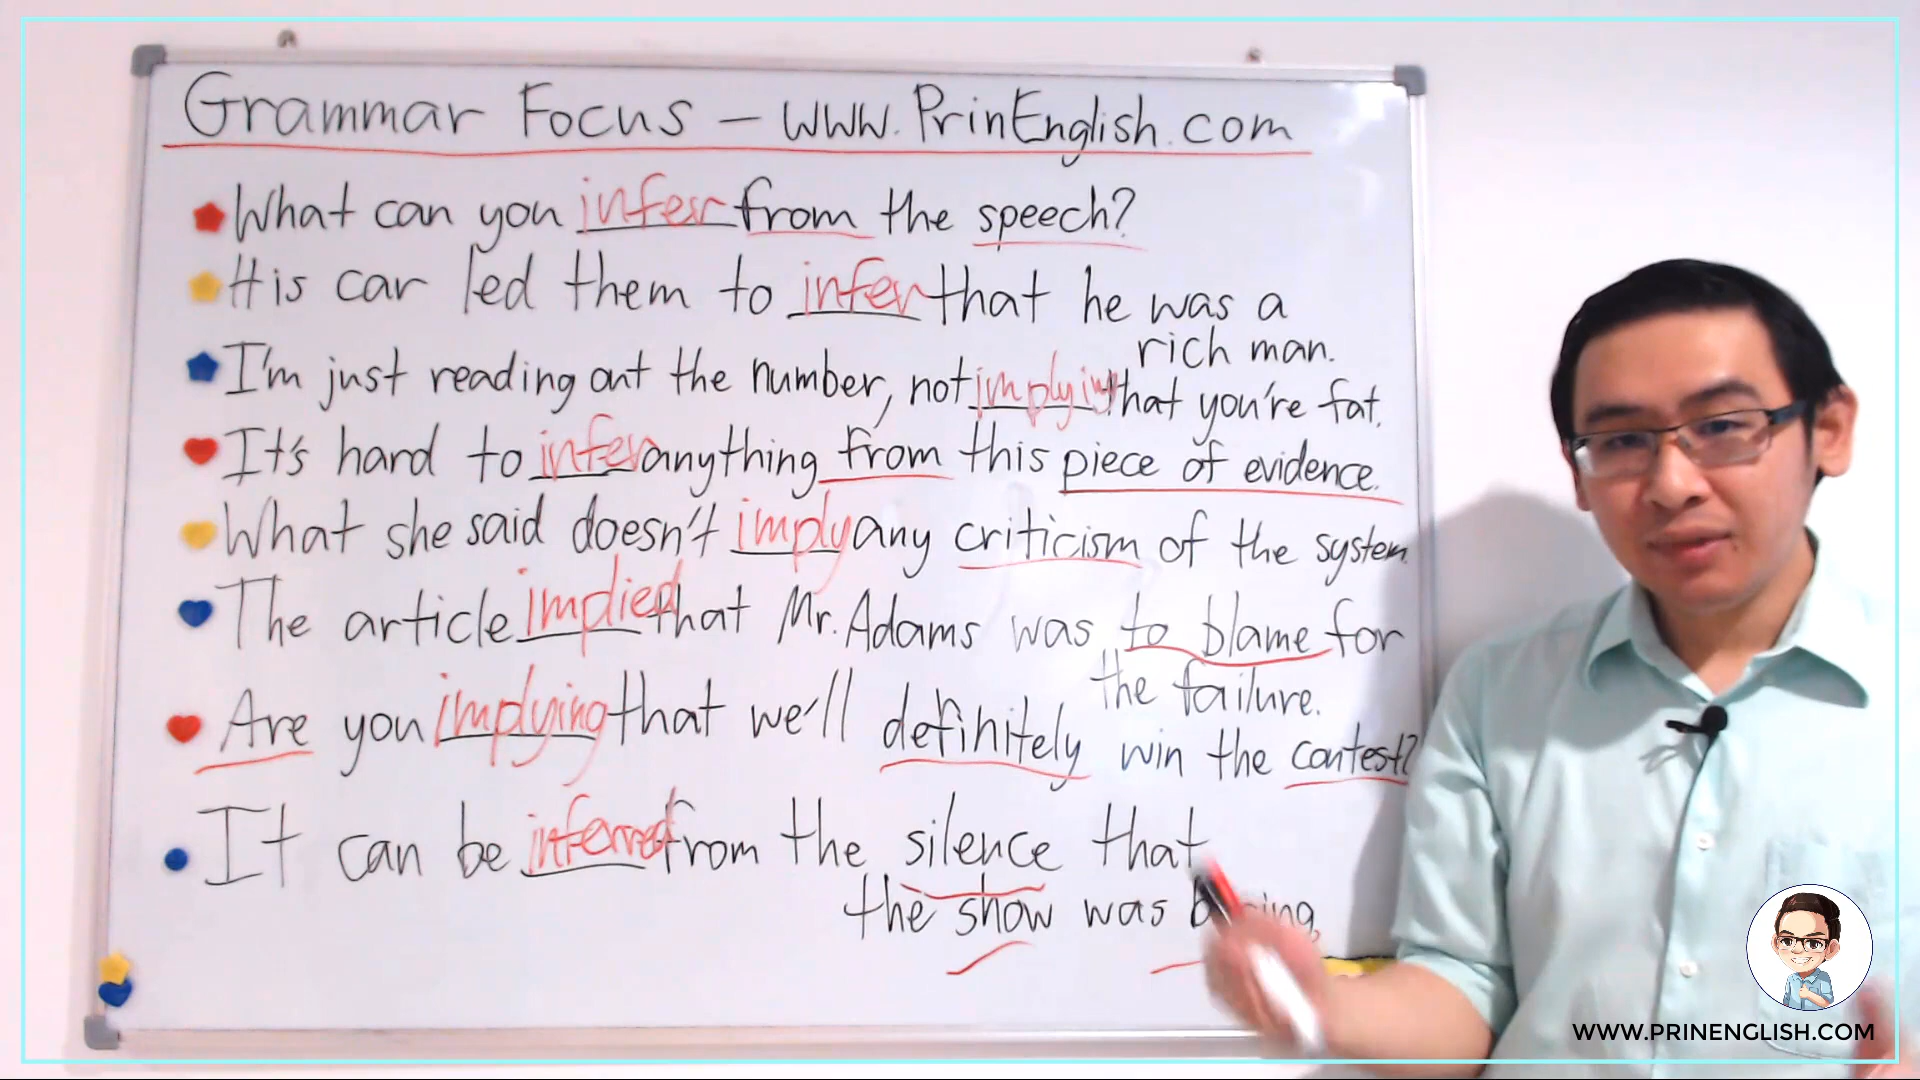 Grammar Focus – www.PrinEnglish.com
What can you infer from the speech?
His car led them to infer that he was a
rich man.
I'm just reading out the number, not implying that you're fat.
It's hard to infer anything from this piece of evidence.
What she said doesn't imply any criticism of the system.
The article implied that Mr. Adams was to blame for
the failure.
Are you implying that we'll definitely win the contest?
It can be inferred from the silence that
the show was
WWW.PRINENGLISH.COM